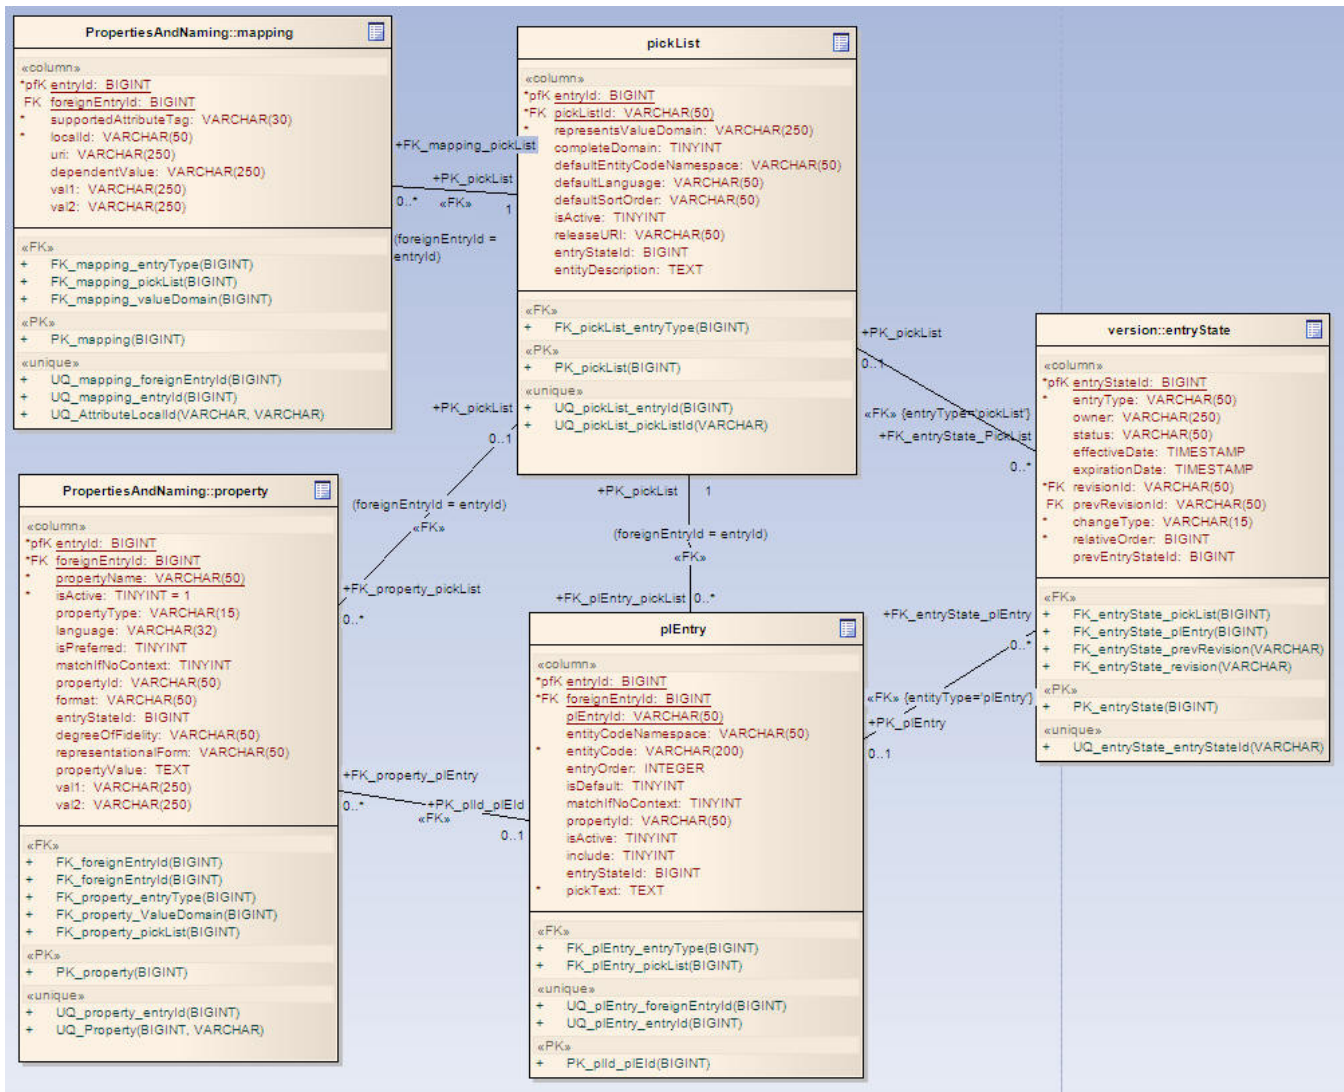 PropertiesAndNaming::mapping
«column»
*pfK entryId: BIGINT
FK foreignEntryId: BIGINT
* supportedAttributeTag: VARCHAR(30)
* localId: VARCHAR(50)
uri: VARCHAR(250)
dependentValue: VARCHAR(250)
val1: VARCHAR(250)
val2: VARCHAR(250)
«FK»
+ FK_mapping_entryType(BIGINT)
+ FK_mapping_pickList(BIGINT)
+ FK_mapping_valueDomain(BIGINT)
«PK»
+ PK_mapping(BIGINT)
«unique»
+ UQ_mapping_foreignEntryId(BIGINT)
+ UQ_mapping_entryId(BIGINT)
+ UQ_AttributeLocalId(VARCHAR, VARCHAR)
+FK_mapping_pickList
+PK_pickList
0..* «FK» 1
(foreignEntryId =
entryId)
pickList
«column»
*pfK entryId: BIGINT
*FK pickListId: VARCHAR(50)
* representsValueDomain: VARCHAR(250)
completeDomain: TINYINT
defaultEntityCodeNamespace: VARCHAR(50)
defaultLanguage: VARCHAR(50)
defaultSortOrder: VARCHAR(50)
isActive: TINYINT
releaseURI: VARCHAR(50)
entryStateId: BIGINT
entityDescription: TEXT
«FK»
+ FK_pickList_entryType(BIGINT)
«PK»
+ PK_pickList(BIGINT)
«unique»
+ UQ_pickList_entryId(BIGINT)
+ UQ_pickList_pickListId(VARCHAR)
+PK_pickList
0..1
«FK» {entryType='pickList'}
+FK_entryState_PickList
0..*
version::entryState
«column»
*pfK entryStateId: BIGINT
* entryType: VARCHAR(50)
owner: VARCHAR(250)
status: VARCHAR(50)
effectiveDate: TIMESTAMP
expirationDate: TIMESTAMP
*FK revisionId: VARCHAR(50)
FK prevRevisionId: VARCHAR(50)
* changeType: VARCHAR(15)
* relativeOrder: BIGINT
prevEntryStateId: BIGINT
«FK»
+ FK_entryState_pickList(BIGINT)
+ FK_entryState_plEntry(BIGINT)
+ FK_entryState_prevRevision(VARCHAR)
+ FK_entryState_revision(VARCHAR)
«PK»
+ PK_entryState(BIGINT)
«unique»
+ UQ_entryState_entryStateId(VARCHAR)
+PK_pickList
0..1
(foreignEntryId = entryId)
«FK»
+FK_property_pickList
0..*
+PK_pickList 1
(foreignEntryId = entryId)
«FK»
+FK_plEntry_pickList 0..*
PropertiesAndNaming::property
«column»
*pfK entryId: BIGINT
*FK foreignEntryId: BIGINT
* propertyName: VARCHAR(50)
* isActive: TINYINT = 1
propertyType: VARCHAR(15)
language: VARCHAR(32)
isPreferred: TINYINT
matchIfNoContext: TINYINT
propertyId: VARCHAR(50)
format: VARCHAR(50)
entryStateId: BIGINT
degreeOfFidelity: VARCHAR(50)
representationalForm: VARCHAR(50)
propertyValue: TEXT
val1: VARCHAR(250)
val2: VARCHAR(250)
«FK»
+ FK_foreignEntryId(BIGINT)
+ FK_foreignEntryId(BIGINT)
+ FK_property_entryType(BIGINT)
+ FK_property_ValueDomain(BIGINT)
+ FK_property_pickList(BIGINT)
«PK»
+ PK_property(BIGINT)
«unique»
+ UQ_property_entryId(BIGINT)
+ UQ_Property(BIGINT, VARCHAR)
+FK_property_plEntry
0..*
+PK_plId_plEId
«FK»
0..1
plEntry
«column»
*pfK entryId: BIGINT
*FK foreignEntryId: BIGINT
plEntryId: VARCHAR(50)
entityCodeNamespace: VARCHAR(50)
* entityCode: VARCHAR(200)
entryOrder: INTEGER
isDefault: TINYINT
matchIfNoContext: TINYINT
propertyId: VARCHAR(50)
isActive: TINYINT
include: TINYINT
entryStateId: BIGINT
* pickText: TEXT
«FK»
+ FK_plEntry_entryType(BIGINT)
+ FK_plEntry_pickList(BIGINT)
«unique»
+ UQ_plEntry_foreignEntryId(BIGINT)
+ UQ_plEntry_entryId(BIGINT)
«PK»
+ PK_plId_plEId(BIGINT)
+FK_entryState_plEntry
0..*
«FK» {entityType='plEntry'}
+PK_plEntry
0..1